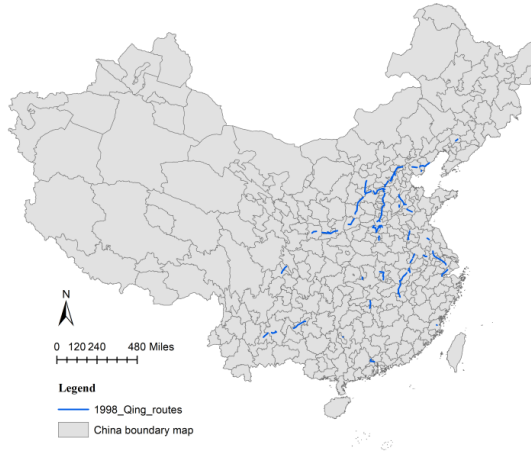 N
0 120 240 480 Miles
Legend
1998_Qing_routes
China boundary map